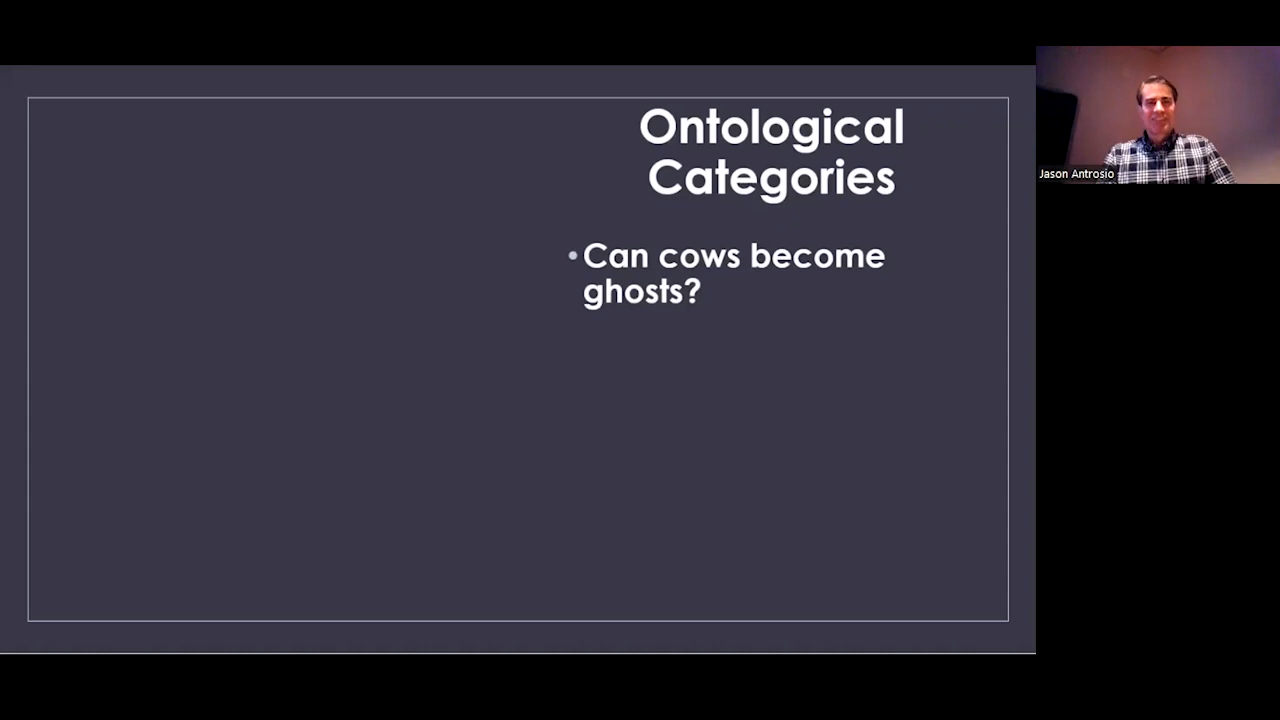 Ontological
Categories
• Can cows become
ghosts?
Jason Antrosio